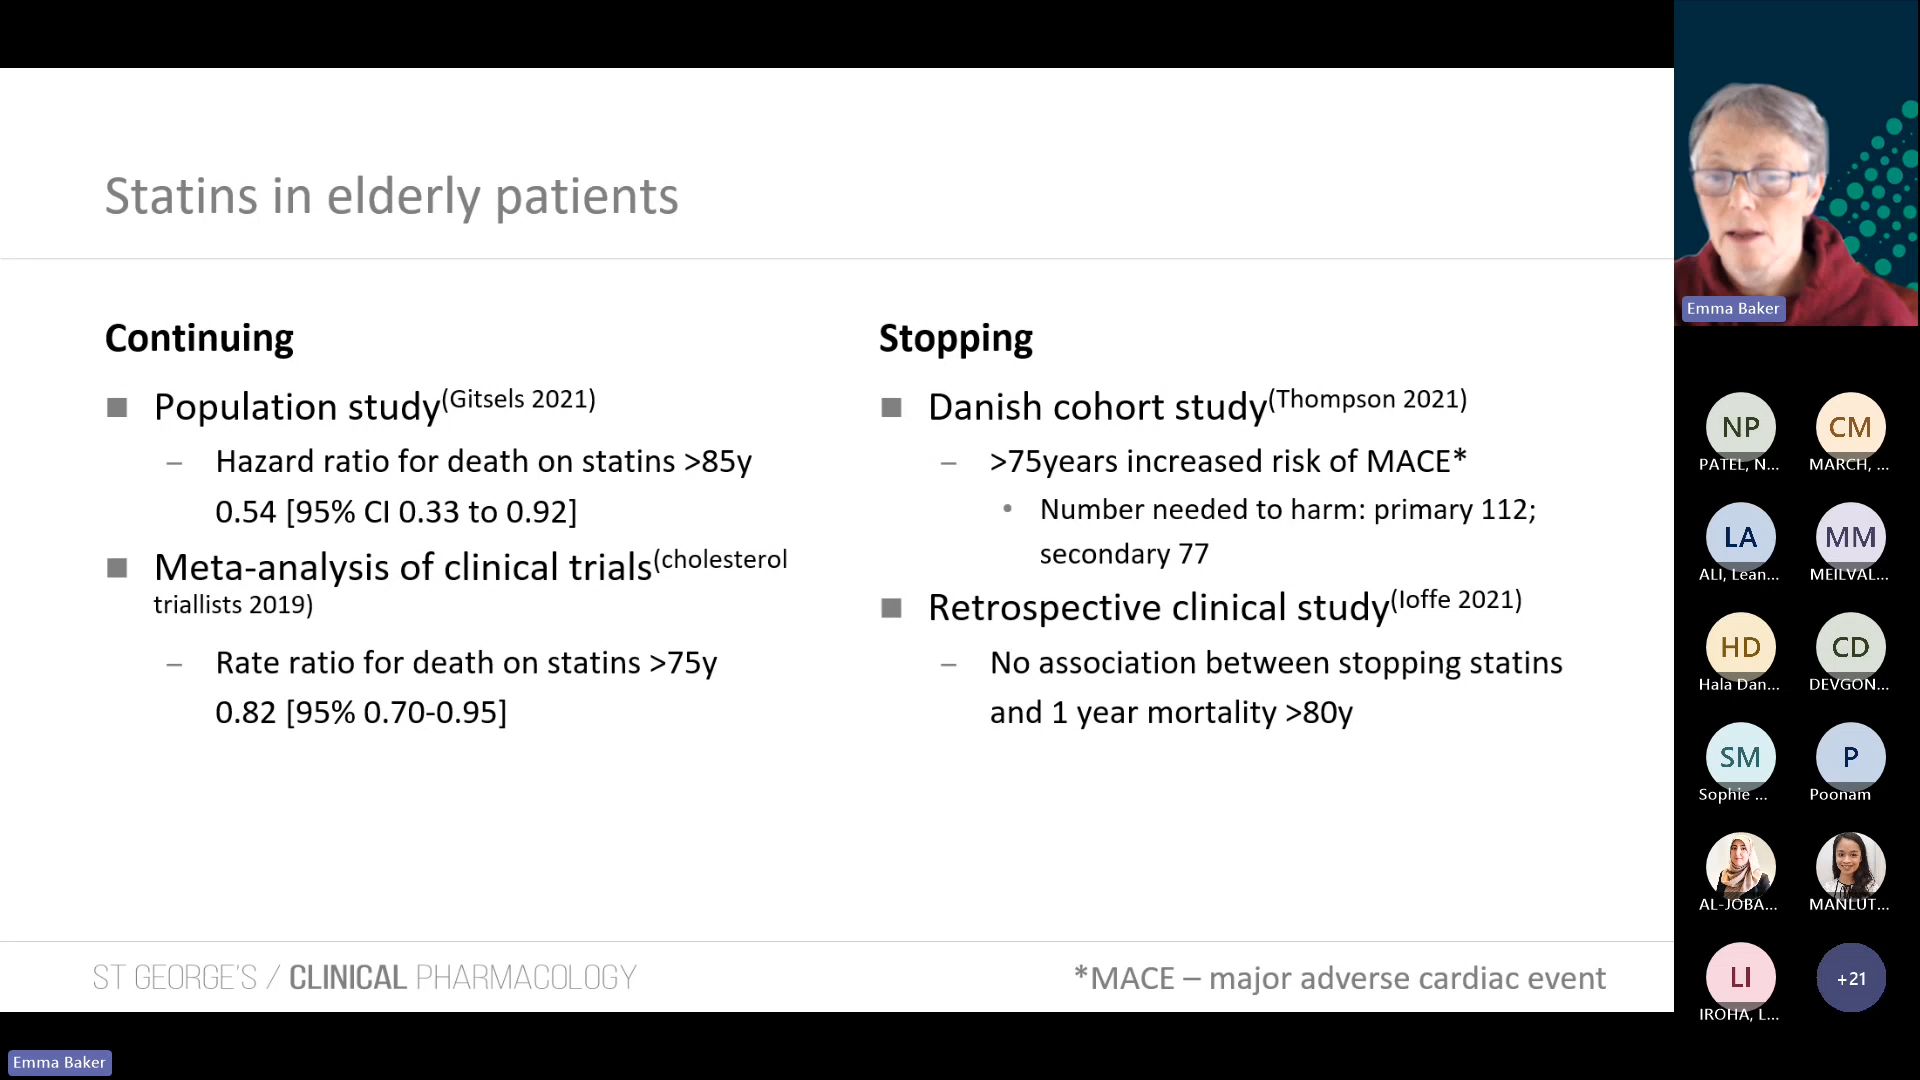 Statins in elderly patients
Continuing
■ Population study(Gitsels 2021)
– Hazard ratio for death on statins >85y
0.54 [95% CI 0.33 to 0.92]
■ Meta-analysis of clinical trials(cholesterol
triallists 2019)
– Rate ratio for death on statins >75y
0.82 [95% 0.70-0.95]
Stopping
■ Danish cohort study(Thompson 2021)
– >75years increased risk of MACE*
• Number needed to harm: primary 112;
secondary 77
■ Retrospective clinical study(Ioffe 2021)
– No association between stopping statins
and 1 year mortality >80y
ST GEORGE'S / CLINICAL PHARMACOLOGY
*MACE – major adverse cardiac event
Emma Baker
Emma Baker
NP
PATEL, N...
CM
MARCH, ...
LA
ALI, Lean...
MM
MEILVAL...
HD
Hala Dan...
CD
DEVGON...
SM
Sophie ...
P
Poonam
AL-JOBA...
MANLUT...
LI
IROHA, L...
+21